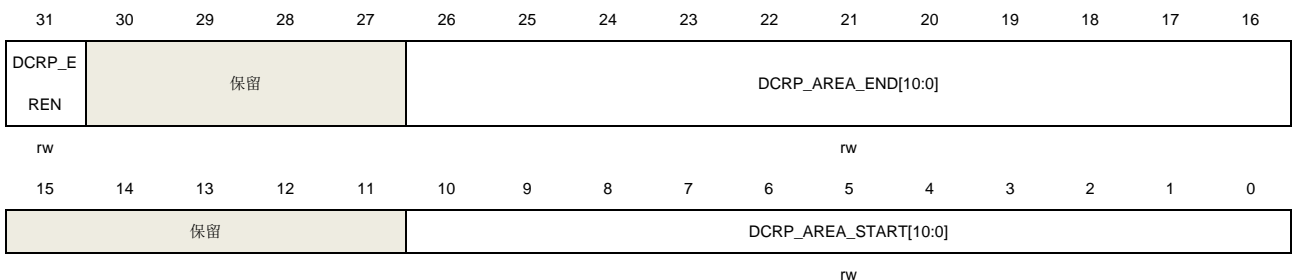 31 30 29 28 27 26 25 24 23 22 21 20 19 18 17 16
DCRP_E
REN
保留
DCRP_AREA_END[10:0]
rw rw
15 14 13 12 11 10 9 8 7 6 5 4 3 2 1 0
保留 DCRP_AREA_START[10:0]
rw